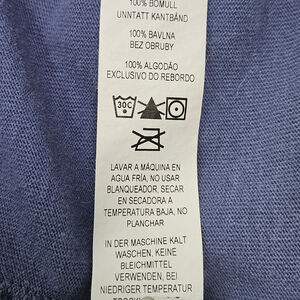 100% BOMULL
UNNTATT KANTBÅND
100% BAVLNA
BEZ OBRUBY
100% ALGODÃO
EXCLUSIVO DO REBORDO
30C
LAVAR A MÁQUINA EN
AGUA FRÍA, NO USAR
BLANQUEADOR, SECAR
EN SECADORA A
TEMPERATURA BAJA, NO
PLANCHAR
IN DER MASCHINE KALT
WASCHEN, KEINE
BLEICHMITTEL
VERWENDEN, BEI
NIEDRIGER TEMPERATUR